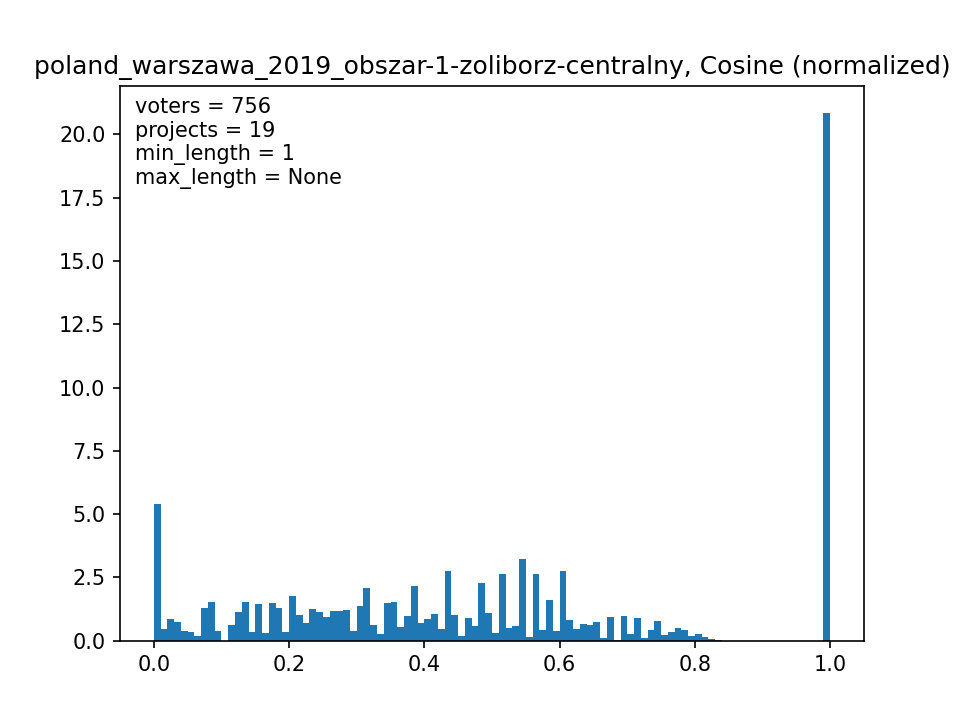 poland_warszawa_2019_obszar-1-zoliborz-centralny, Cosine (normalized)
voters = 756
projects = 19
min_length = 1
max_length = None
20.0
17.5
15.0
12.5
10.0
7.5
5.0
2.5
0.0
0.0 0.2 0.4 0.6 0.8 1.0